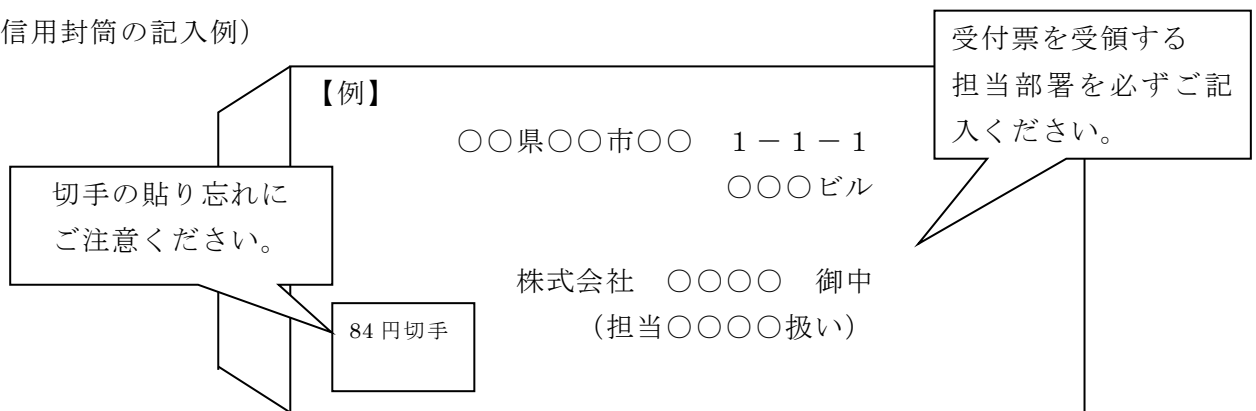 信用封筒の記入例）
受付票を受領する
担当部署を必ずご記
入ください。
【例】
○○県○○市○○　１－１－１
○○○ビル
切手の貼り忘れに
ご注意ください。
株式会社　○○○○　御中
（担当○○○○扱い）
84 円切手